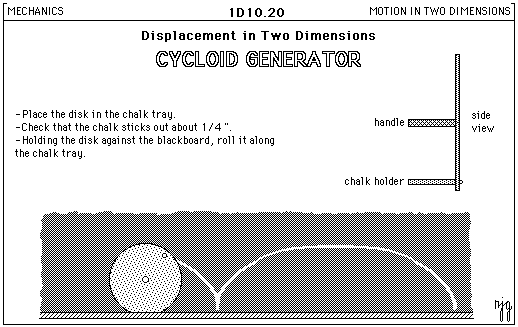 MECHANICS
1D10.20
MOTION IN TWO DIMENSIONS
Displacement in Two Dimensions
CYCLOID GENERATOR
-Place the disk in the chalk tray.
-Check that the chalk sticks out about 1/4 ".
-Holding the disk against the blackboard, roll it along
the chalk tray.
handle
side
view
chalk holder
njg